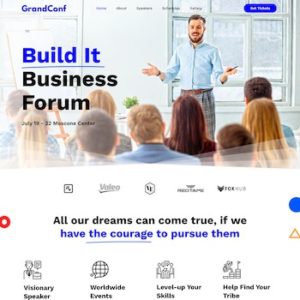 GrandConf
Home About Speakers Schedules Gallery
Get Tickets
Build It
Business
Forum
July 19 - 22 Moscone Center
Valeo
REDTAPE
FOXHUB
All our dreams can come true, if we
have the courage to pursue them
Visionary
Speaker
Worldwide
Events
Level-up Your
Skills
Help Find Your
Tribe